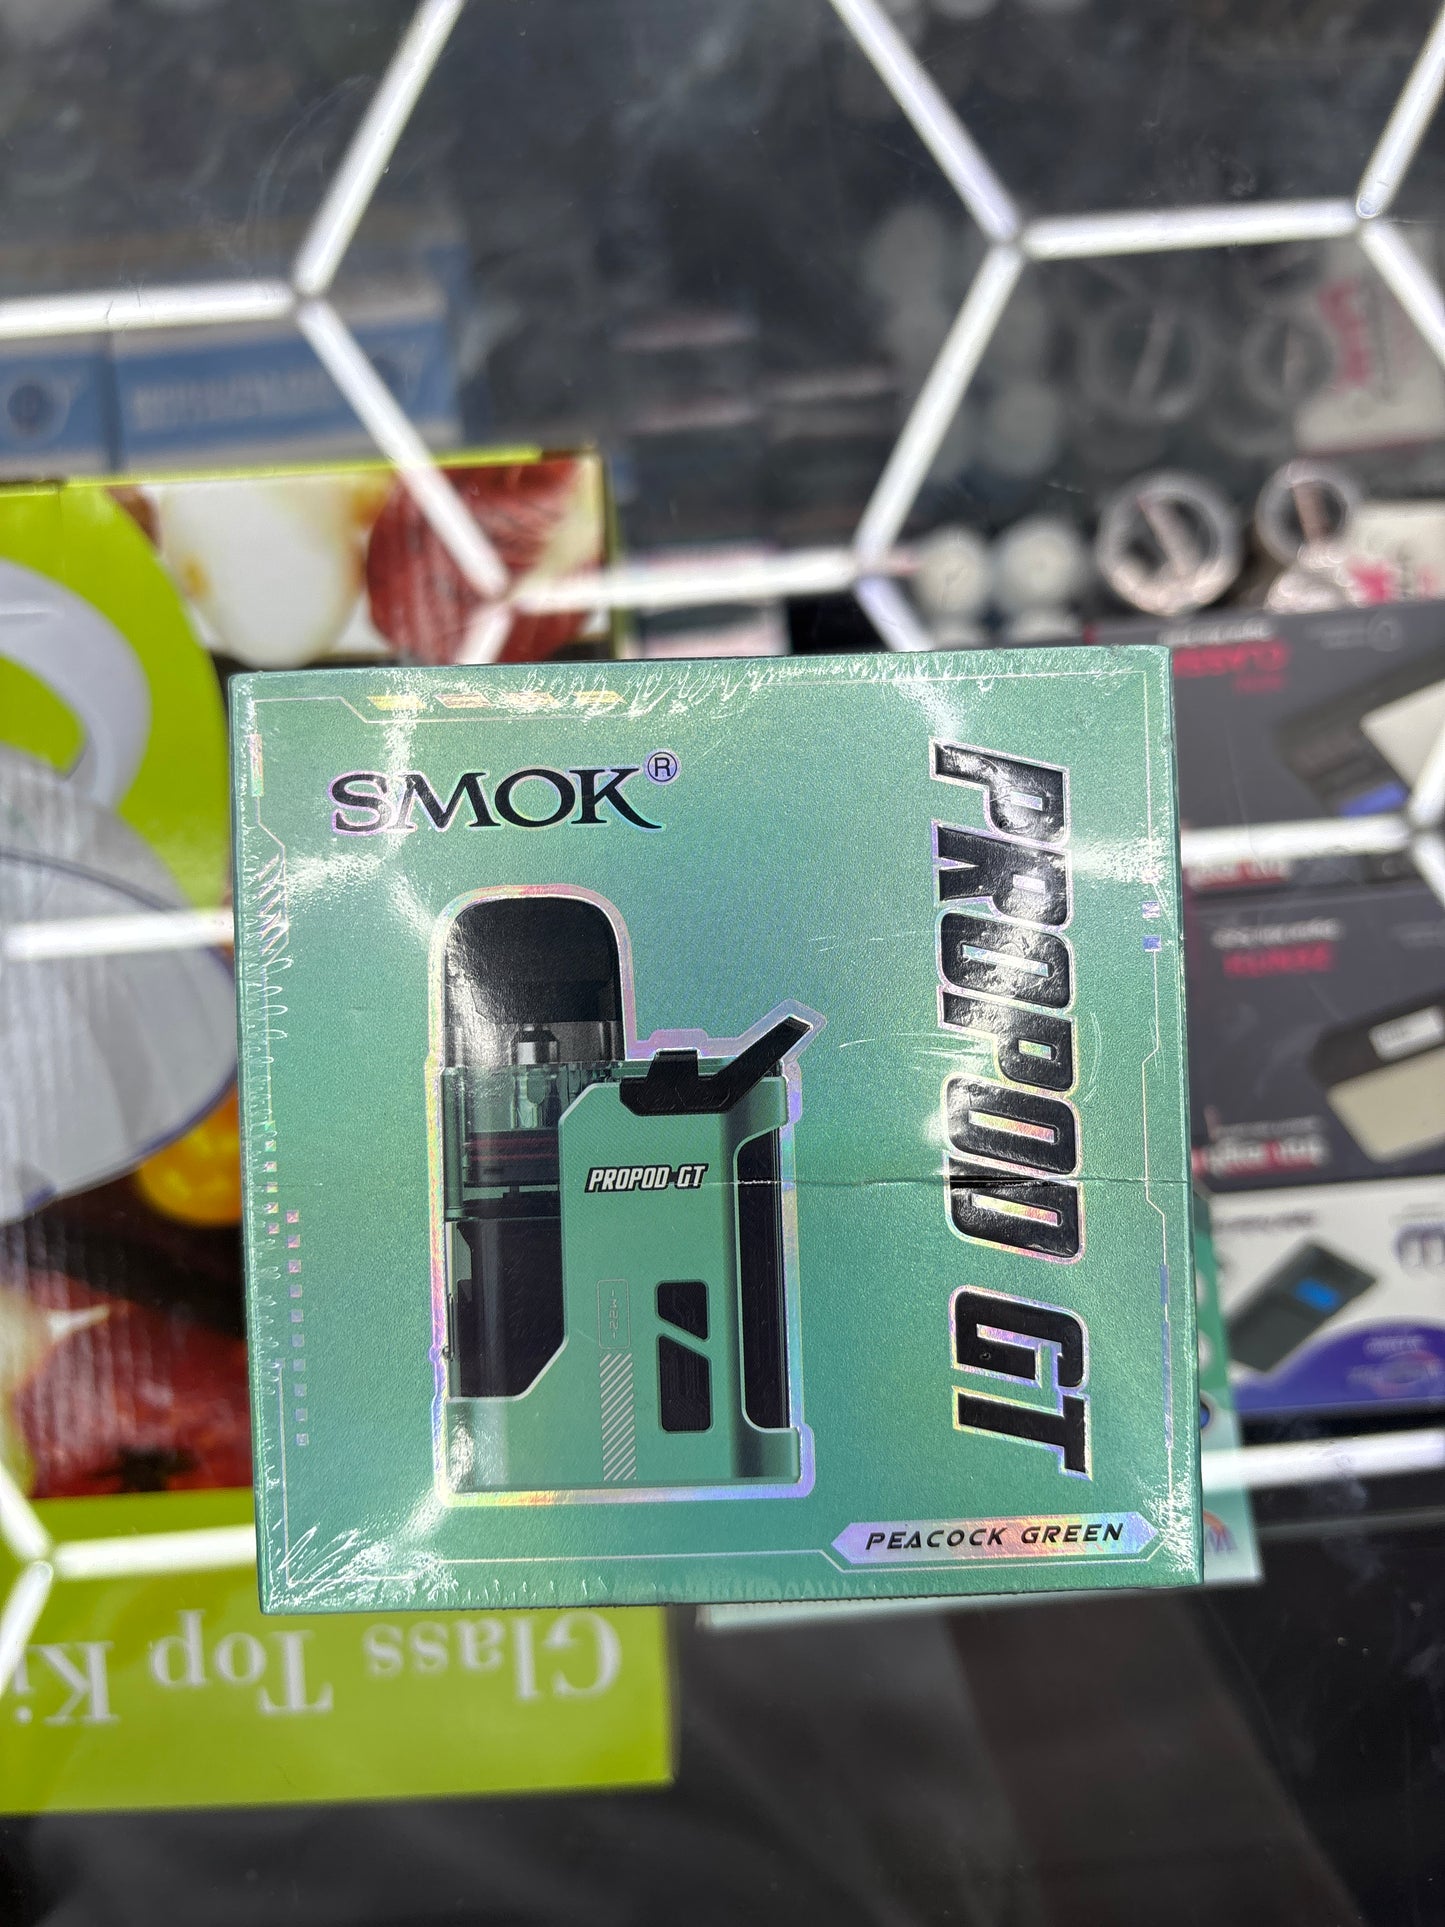 SMOK®
PROPOD GT
PROPOD-GT
PEACOCK GREEN
Glass Top Ki